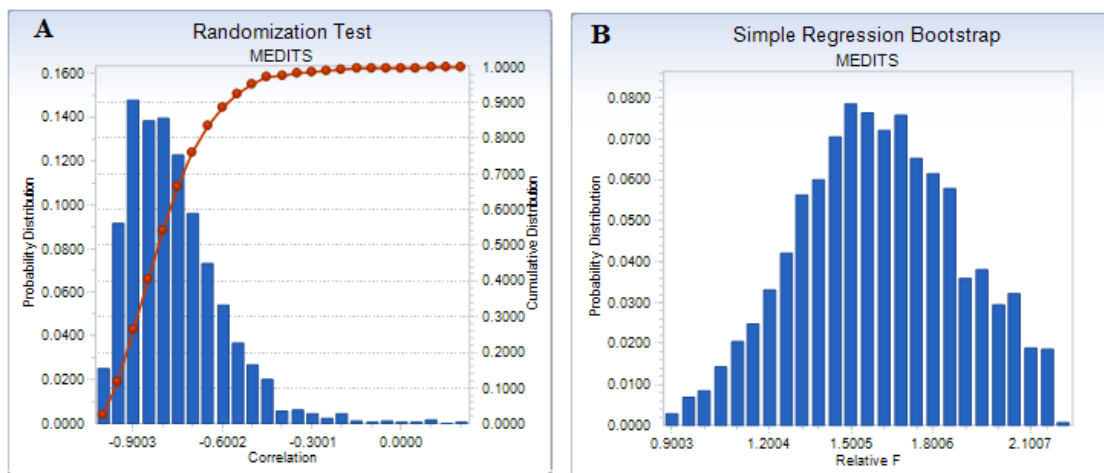 A
Randomization Test
MEDITS
0.1600
0.1400
0.1200
0.1000
0.0800
0.0600
0.0400
0.0200
0.0000
Probability Distribution
1.0000
0.9000
0.8000
0.7000
0.6000
0.5000
0.4000
0.3000
0.2000
0.1000
0.0000
Cumulative Distribution
-0.9003 -0.6002 -0.3001 0.0000
Correlation
B
Simple Regression Bootstrap
MEDITS
0.0800
0.0700
0.0600
0.0500
0.0400
0.0300
0.0200
0.0100
0.0000
Probability Distribution
0.9003 1.2004 1.5005 1.8006 2.1007
Relative F